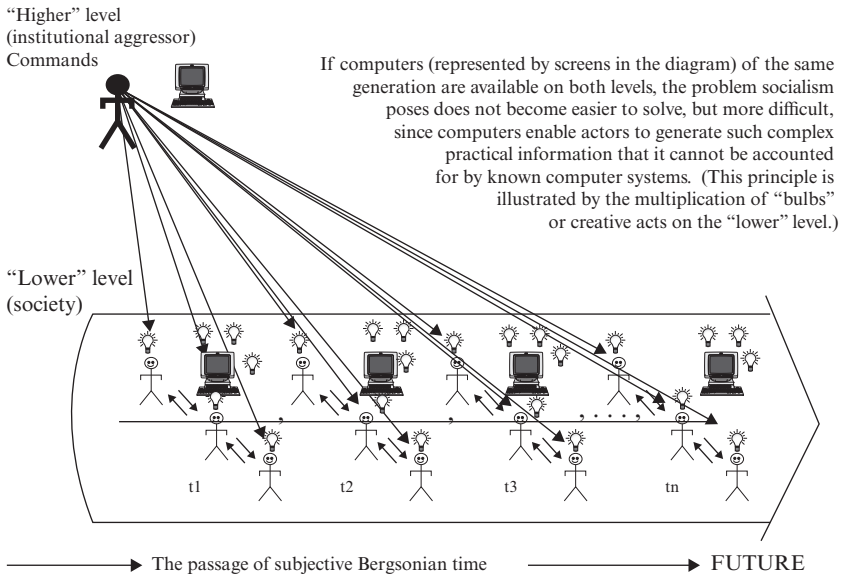 “Higher” level
(institutional aggressor)
Commands
If computers (represented by screens in the diagram) of the same
generation are available on both levels, the problem socialism
poses does not become easier to solve, but more difficult,
since computers enable actors to generate such complex
practical information that it cannot be accounted
for by known computer systems. (This principle is
illustrated by the multiplication of “bulbs”
or creative acts on the “lower” level.)
“Lower” level
(society)
, , , . . . . ,
t1 t2 t3 tn
The passage of subjective Bergsonian time FUTURE